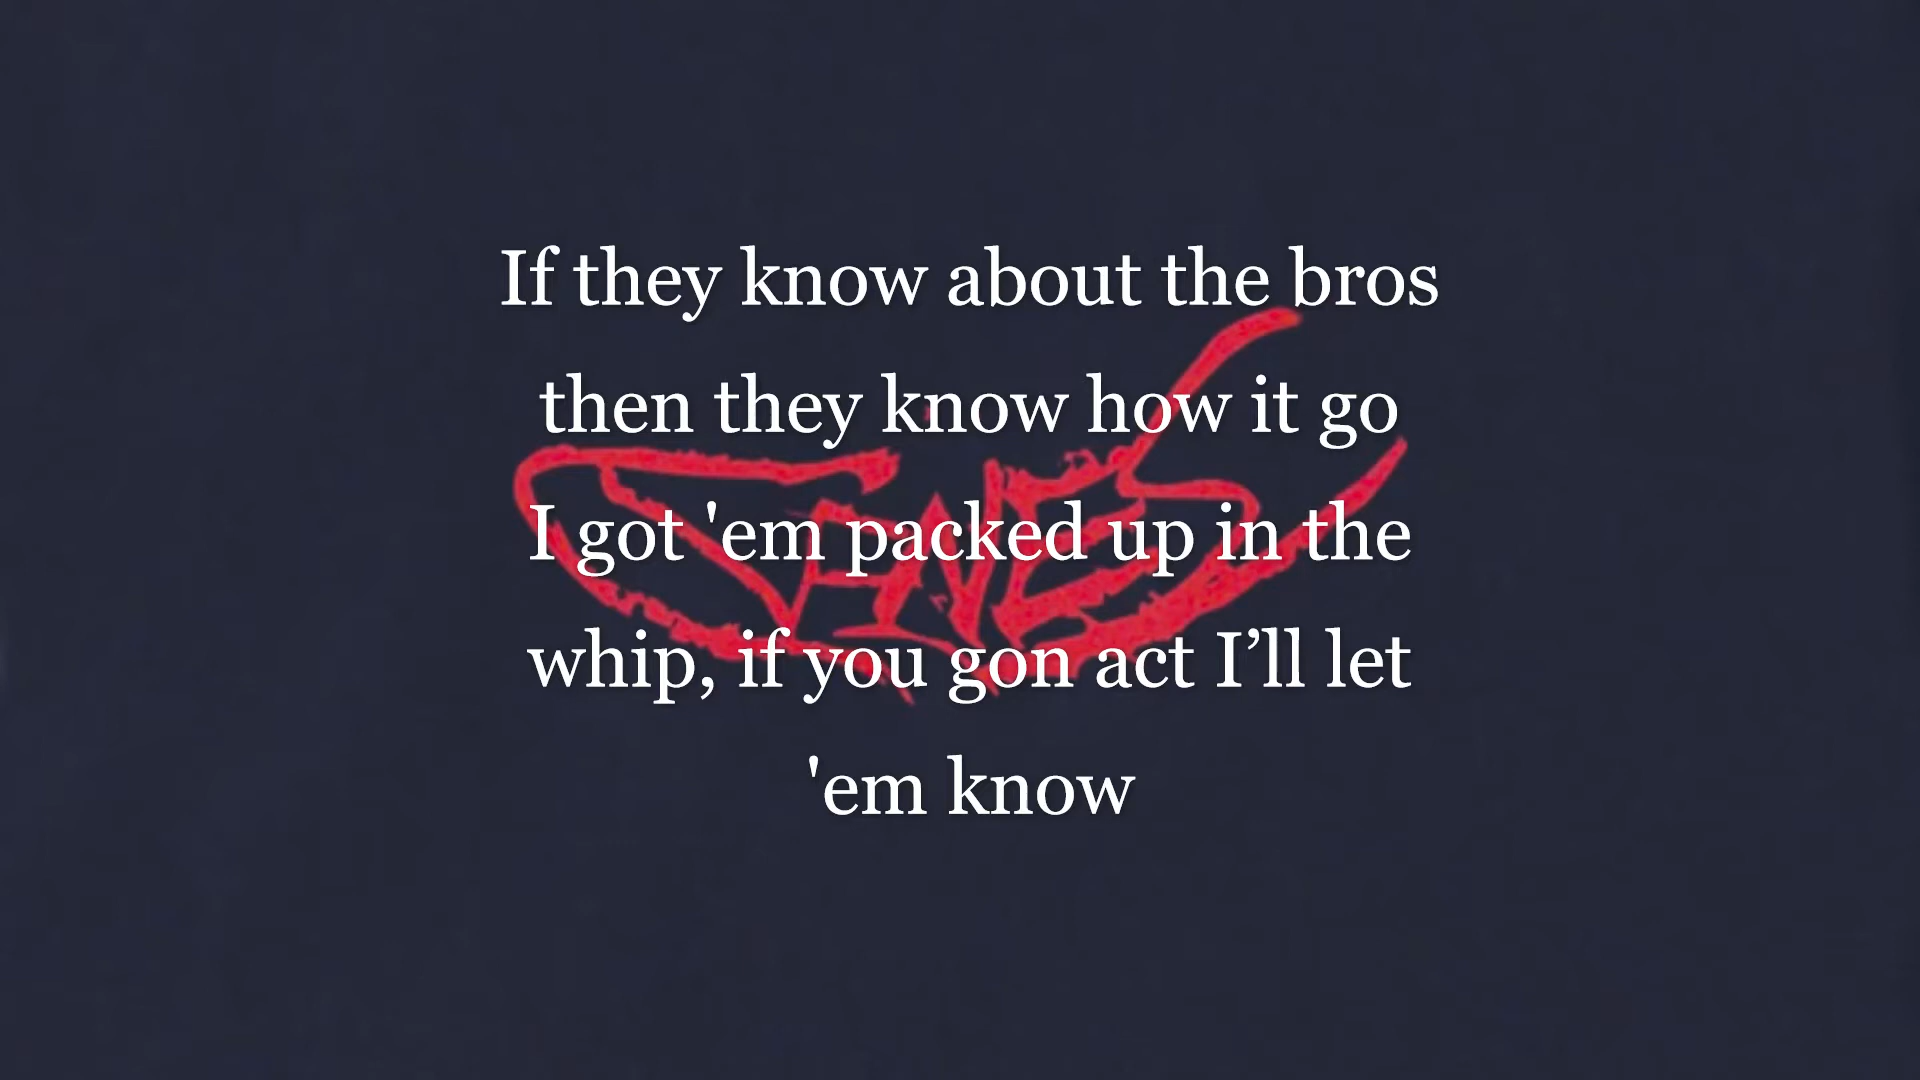 If they know about the bros
then they know how it go
I got 'em packed up in the
whip, if you gon act I’ll let
'em know